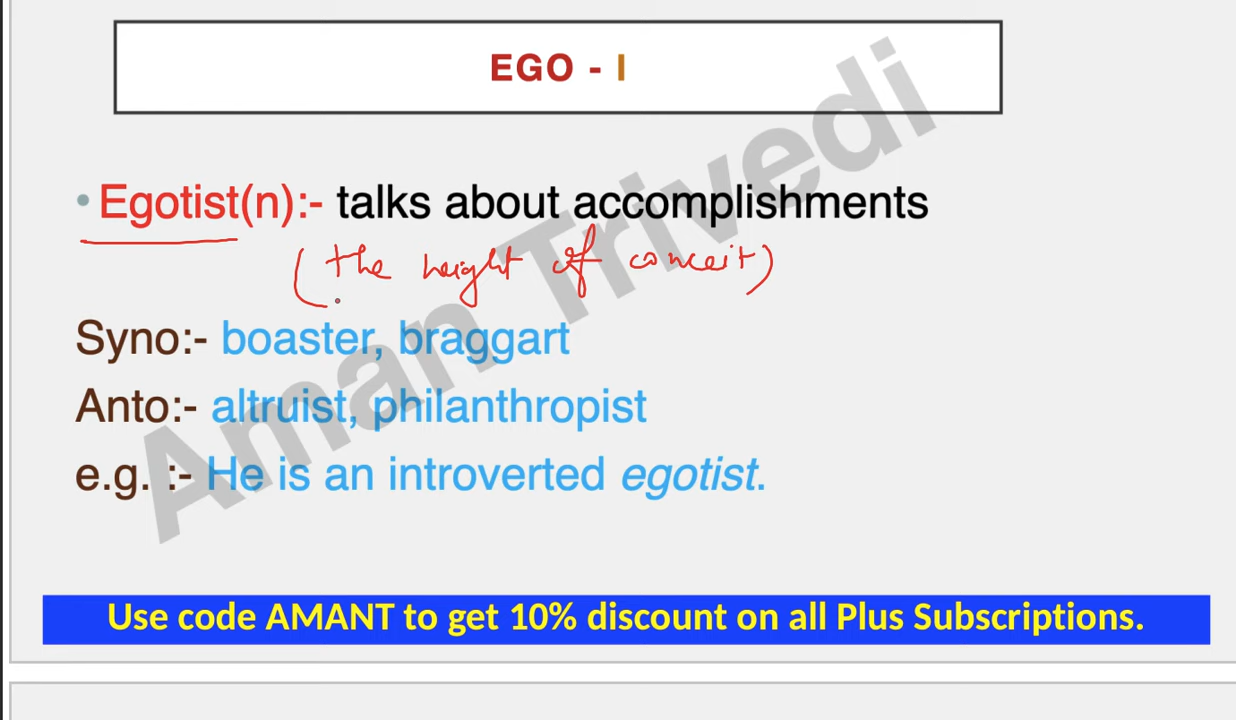 EGO - I
• Egotist(n):- talks about accomplishments
(the height of conceit)
Syno:- boaster, braggart
Anto:- altruist, philanthropist
e.g. :- He is an introverted egotist.
Aman Trivedi
Use code AMANT to get 10% discount on all Plus Subscriptions.